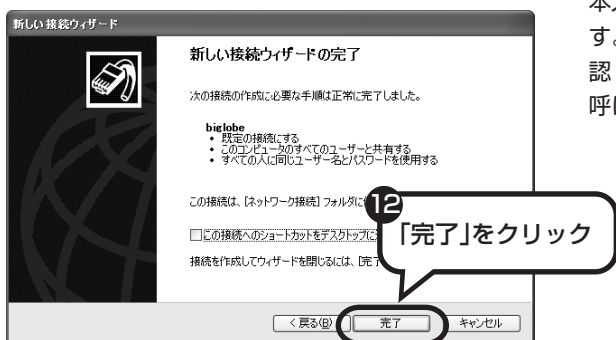 新しい接続ウィザード
新しい接続ウィザードの完了
次の接続の作成に必要な手順は正常に完了しました。
biglobe
• 既定の接続にする
• このコンピュータのすべてのユーザーと共有する
• すべての人に同じユーザー名とパスワードを使用する
この接続は、[ネットワーク接続] フォルダに
この接続へのショートカットをデスクトップに
接続を作成してウィザードを閉じるには、[完了
12
「完了」をクリック
< 戻る(B)
完了
キャンセル
す。
認